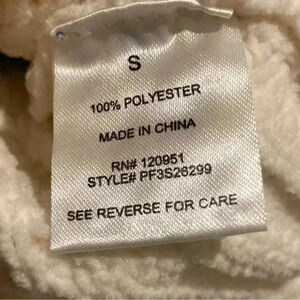 S
100% POLYESTER
MADE IN CHINA
RN# 120951
STYLE# PF3S26299
SEE REVERSE FOR CARE